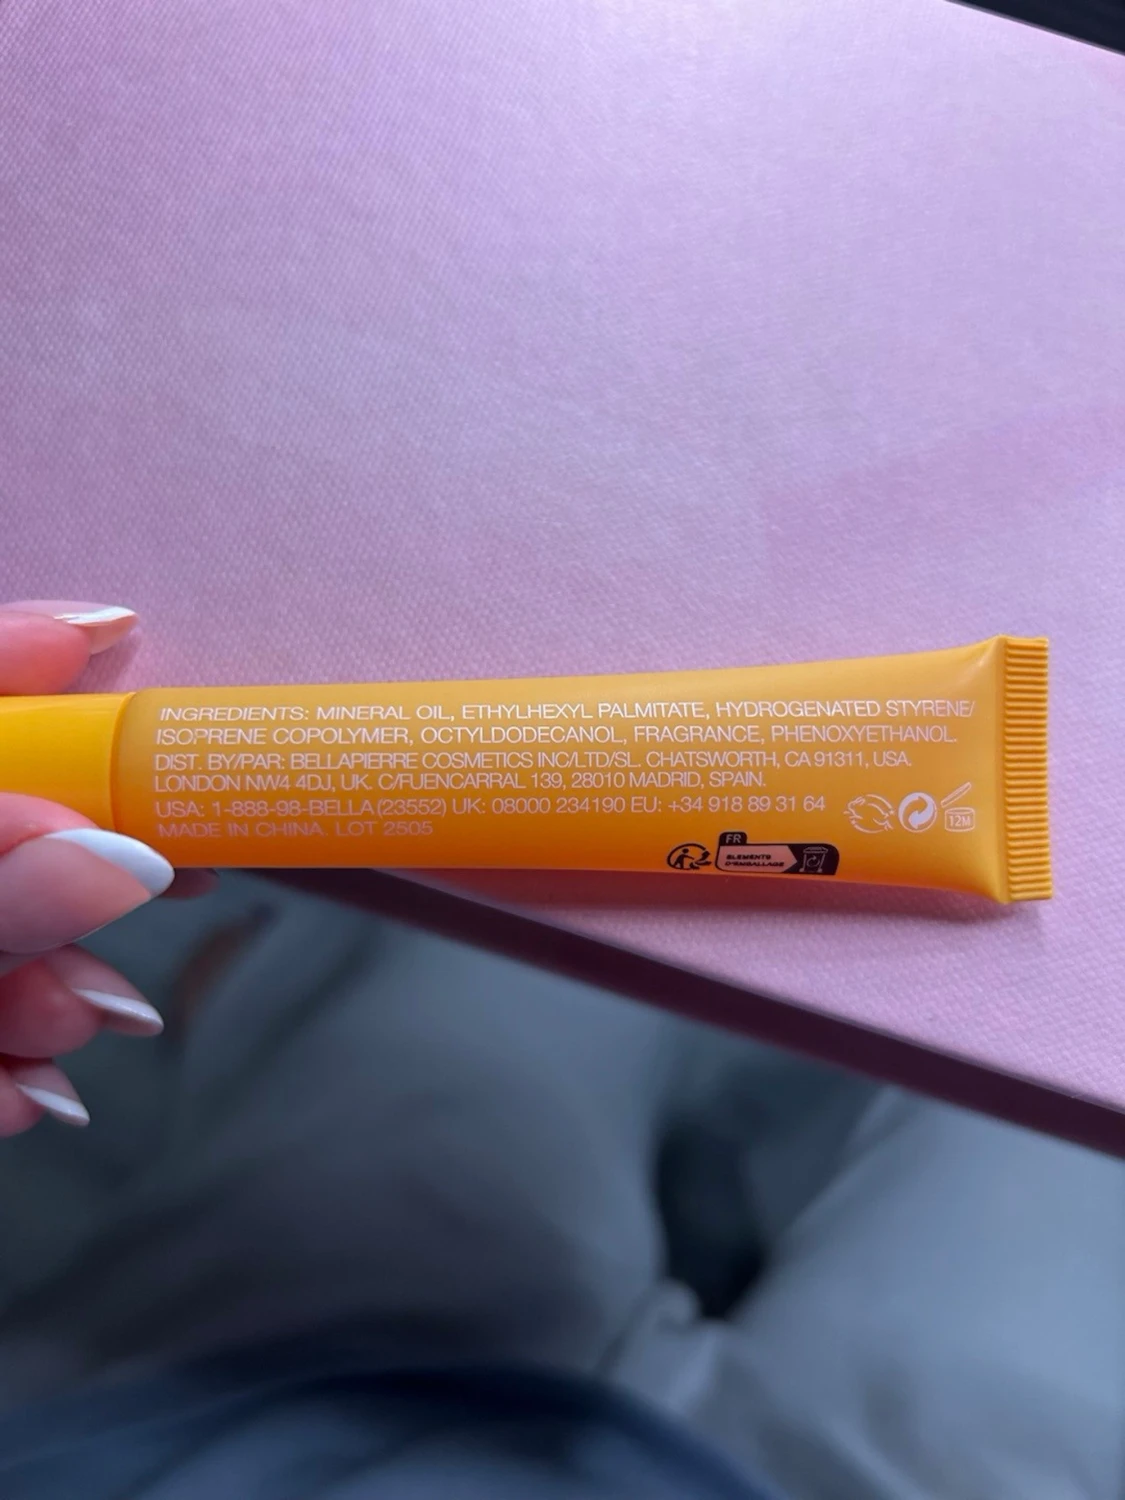 INGREDIENTS: MINERAL OIL, ETHYLHEXYL PALMITATE, HYDROGENATED STYRENE/
ISOPRENE COPOLYMER, OCTYLDODECANOL, FRAGRANCE, PHENOXYETHANOL.
DIST. BY/PAR: BELLAPIERRE COSMETICS INC/LTD/SL. CHATSWORTH, CA 91311, USA.
LONDON NW4 4DJ, UK. C/FUENCARRAL 139, 28010 MADRID, SPAIN.
USA: 1-888-98-BELLA (23552) UK: 08000 234190 EU: +34 918 89 31 64
MADE IN CHINA. LOT 2505
12M
FR
ELEMENTS
D'EMBALLAGE